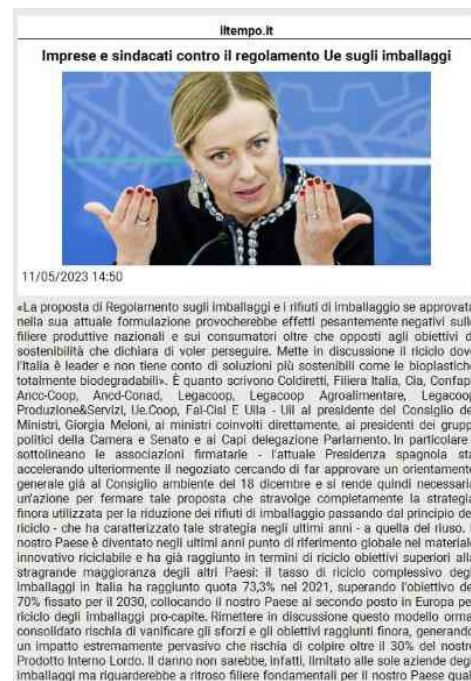 iltempo.it
Imprese e sindacati contro il regolamento Ue sugli imballaggi
11/05/2023 14:50
«La proposta di Regolamento sugli imballaggi e i rifiuti di imballaggio se approvata
nella sua attuale formulazione provocherebbe effetti pesantemente negativi sulle
filiere produttive nazionali e sui consumatori oltre che opposti agli obiettivi di
sostenibilità che dichiara di voler perseguire. Mette in discussione il riciclo dove
l'Italia è leader e non tiene conto di soluzioni più sostenibili come le bioplastiche
totalmente biodegradabili». È quanto scrivono Coldiretti, Filiera Italia, Cia, Confapi,
Ancc-Coop, Ancd-Conad, Legacoop, Legacoop Agroalimentare, Legacoop
Produzione&Servizi, Ue.Coop, Fai-Cisl E Uila - Uil al presidente del Consiglio dei
Ministri, Giorgia Meloni, ai ministri coinvolti direttamente, ai presidenti dei gruppi
politici della Camera e Senato e ai Capi delegazione Parlamento. In particolare -
sottolineano le associazioni firmatarie - l'attuale Presidenza spagnola sta
accelerando ulteriormente il negoziato cercando di far approvare un orientamento
generale già al Consiglio ambiente del 18 dicembre e si rende quindi necessaria
un'azione per fermare tale proposta che stravolge completamente la strategia
finora utilizzata per la riduzione dei rifiuti di imballaggio passando dal principio del
riciclo - che ha caratterizzato tale strategia negli ultimi anni - a quella del riuso. Il
nostro Paese è diventato negli ultimi anni punto di riferimento globale nel materiale
innovativo riciclabile e ha già raggiunto in termini di riciclo obiettivi superiori alla
stragrande maggioranza degli altri Paesi: il tasso di riciclo complessivo degli
imballaggi in Italia ha raggiunto quota 73,3% nel 2021, superando l'obiettivo del
70% fissato per il 2030, collocando il nostro Paese al secondo posto in Europa per
riciclo degli imballaggi pro-capite. Rimettere in discussione questo modello ormai
consolidato rischia di vanificare gli sforzi e gli obiettivi raggiunti finora, generando
un impatto estremamente pervasivo che rischia di colpire oltre il 30% del nostro
Prodotto Interno Lordo. Il danno non sarebbe, infatti, limitato alle sole aziende degli
imballaggi ma riguarderebbe a ritroso filiere fondamentali per il nostro Paese quali